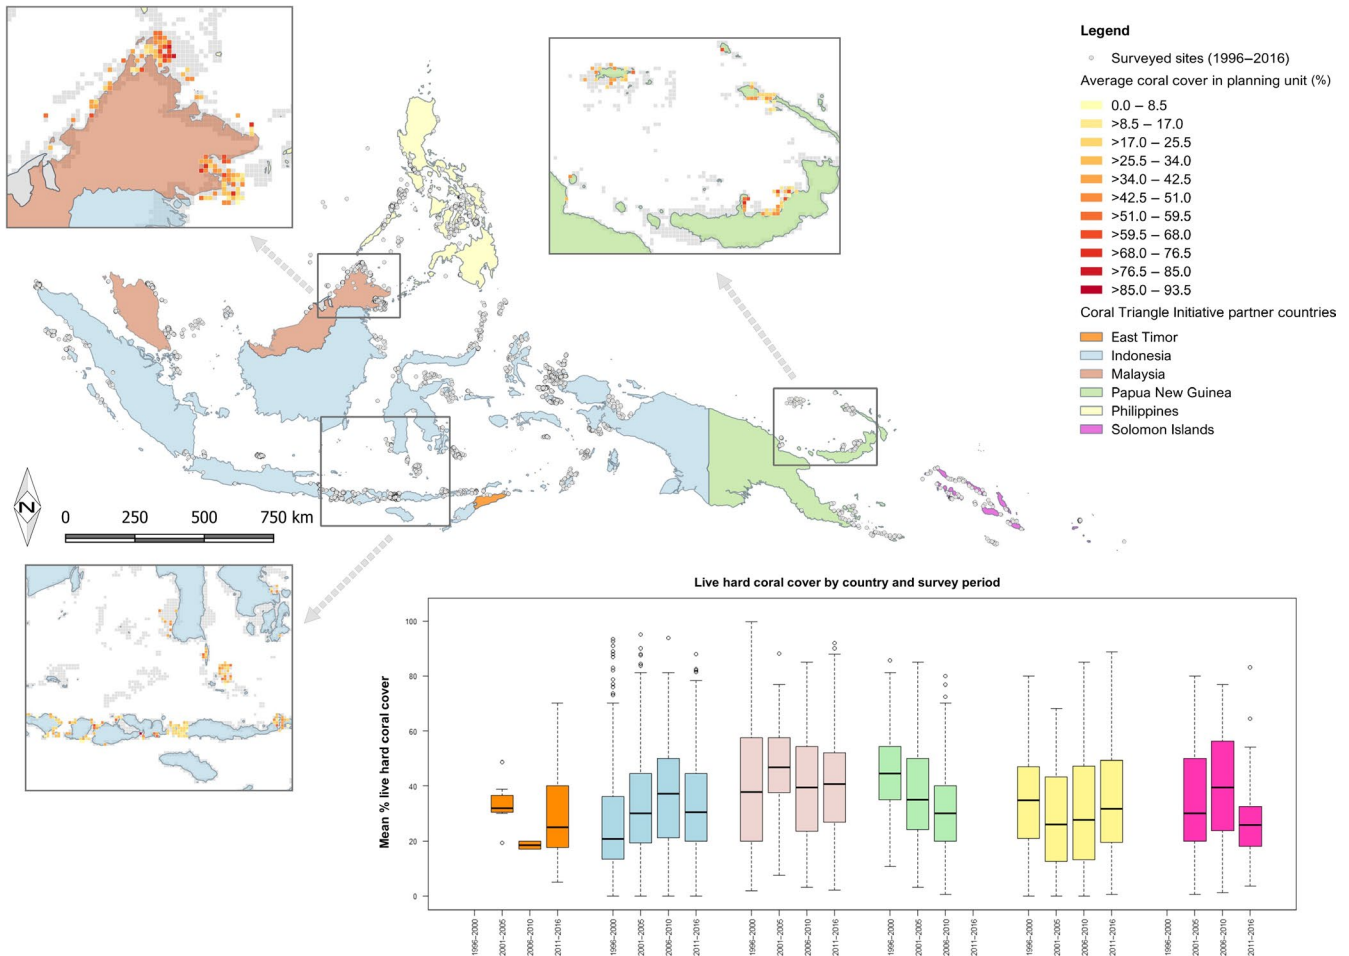 Legend
Surveyed sites (1996–2016)
Average coral cover in planning unit (%)
0.0 – 8.5
>8.5 – 17.0
>17.0 – 25.5
>25.5 – 34.0
>34.0 – 42.5
>42.5 – 51.0
>51.0 – 59.5
>59.5 – 68.0
>68.0 – 76.5
>76.5 – 85.0
>85.0 – 93.5
Coral Triangle Initiative partner countries
East Timor
Indonesia
Malaysia
Papua New Guinea
Philippines
Solomon Islands
N
0 250 500 750 km
Live hard coral cover by country and survey period
Mean % live hard coral cover
100
80
60
40
20
0
1996–2000 2001–2005 2006–2010 2011–2016 1996–2000 2001–2005 2006–2010 2011–2016 1996–2000 2001–2005 2006–2010 2011–2016 1996–2000 2001–2005 2006–2010 2011–2016 1996–2000 2001–2005 2006–2010 2011–2016 1996–2000 2001–2005 2006–2010 2011–2016